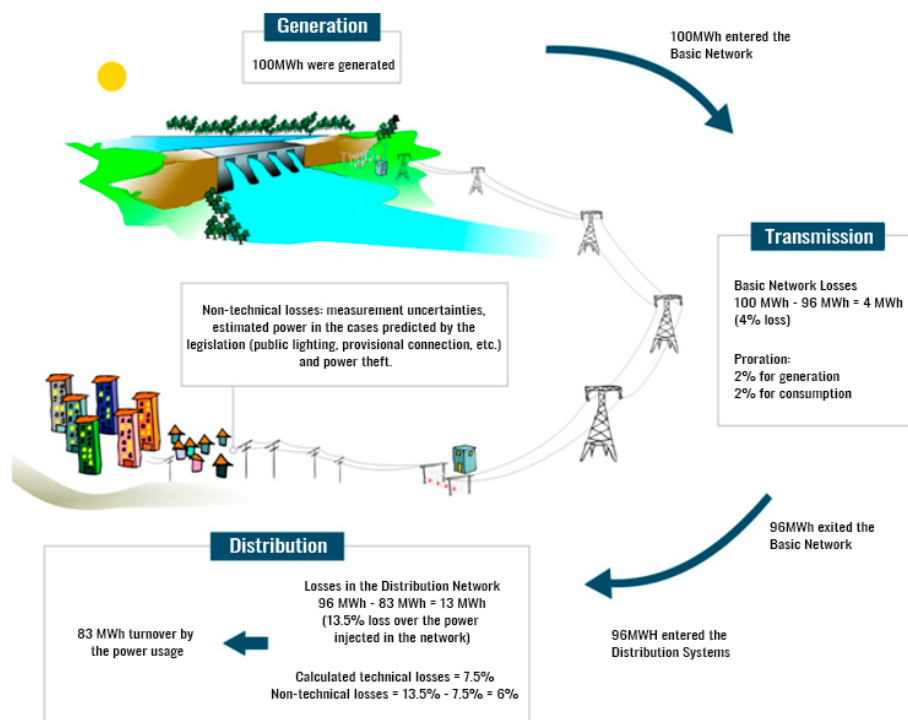 Generation
100MWh were generated
100MWh entered the
Basic Network
Transmission
Basic Network Losses
100 MWh - 96 MWh = 4 MWh
(4% loss)
Proration:
2% for generation
2% for consumption
Non-technical losses: measurement uncertainties,
estimated power in the cases predicted by the
legislation (public lighting, provisional connection, etc.)
and power theft.
96MWh exited the
Basic Network
96MWH entered the
Distribution Systems
Distribution
Losses in the Distribution Network
96 MWh - 83 MWh = 13 MWh
(13.5% loss over the power
injected in the network)
Calculated technical losses = 7.5%
Non-technical losses = 13.5% - 7.5% = 6%
83 MWh turnover by
the power usage